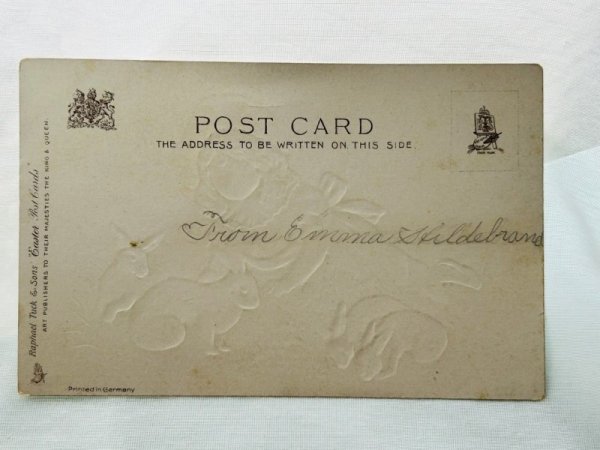 POST CARD
THE ADDRESS TO BE WRITTEN ON THIS SIDE.
From Emma Hildebrand
Raphael Tuck & Sons' "Easter Post Cards"
ART PUBLISHERS TO THEIR MAJESTIES THE KING & QUEEN.
Printed in Germany